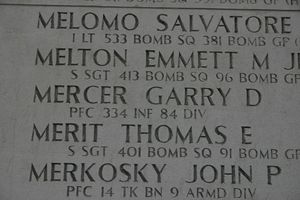 MELOMO SALVATORE
1 LT 533 BOMB SQ 381 BOMB GP (
MELTON EMMETT M J
S SGT 413 BOMB SQ 96 BOMB GP
MERCER GARRY D
PFC 334 INF 84 DIV
MERIT THOMAS E
S SGT 401 BOMB SQ 91 BOMB GP
MERKOSKY JOHN P
PFC 14 TK BN 9 ARMD DIV